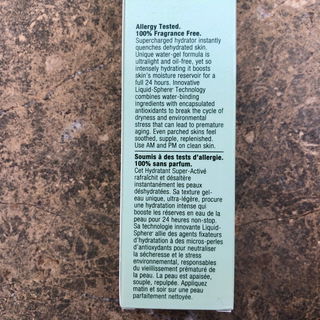 Allergy Tested.
100% Fragrance Free.
Supercharged hydrator instantly
quenches dehydrated skin.
Unique water-gel formula is
ultralight and oil-free, yet so
intensely hydrating it boosts
skin's moisture reservoir for a
full 24 hours. Innovative
Liquid-Sphere™ Technology
combines water-binding
ingredients with encapsulated
antioxidants to break the cycle of
dryness and environmental
stress that can lead to premature
aging. Even parched skin feels
soothed, supple, replenished.
Use AM and PM on clean skin.
Soumis à des tests d'allergie.
100% sans parfum.
Cet Hydratant Super-Activé
rafraîchit et désaltère
instantanément les peaux
déshydratées. Sa texture gel-
eau unique, ultra-légère, procure
une hydratation intense qui
booste les réserves en eau de la
peau pour 24 heures non-stop.
Sa technologie innovante Liquid-
Sphère™ allie des agents fixateurs
d'hydratation à des micro-perles
d'antioxydants pour neutraliser
la sécheresse et le stress
environnemental, responsables
du vieillissement prématuré de
la peau. La peau est apaisée,
souple, repulpée. Appliquez
matin et soir sur une peau
parfaitement nettoyée.